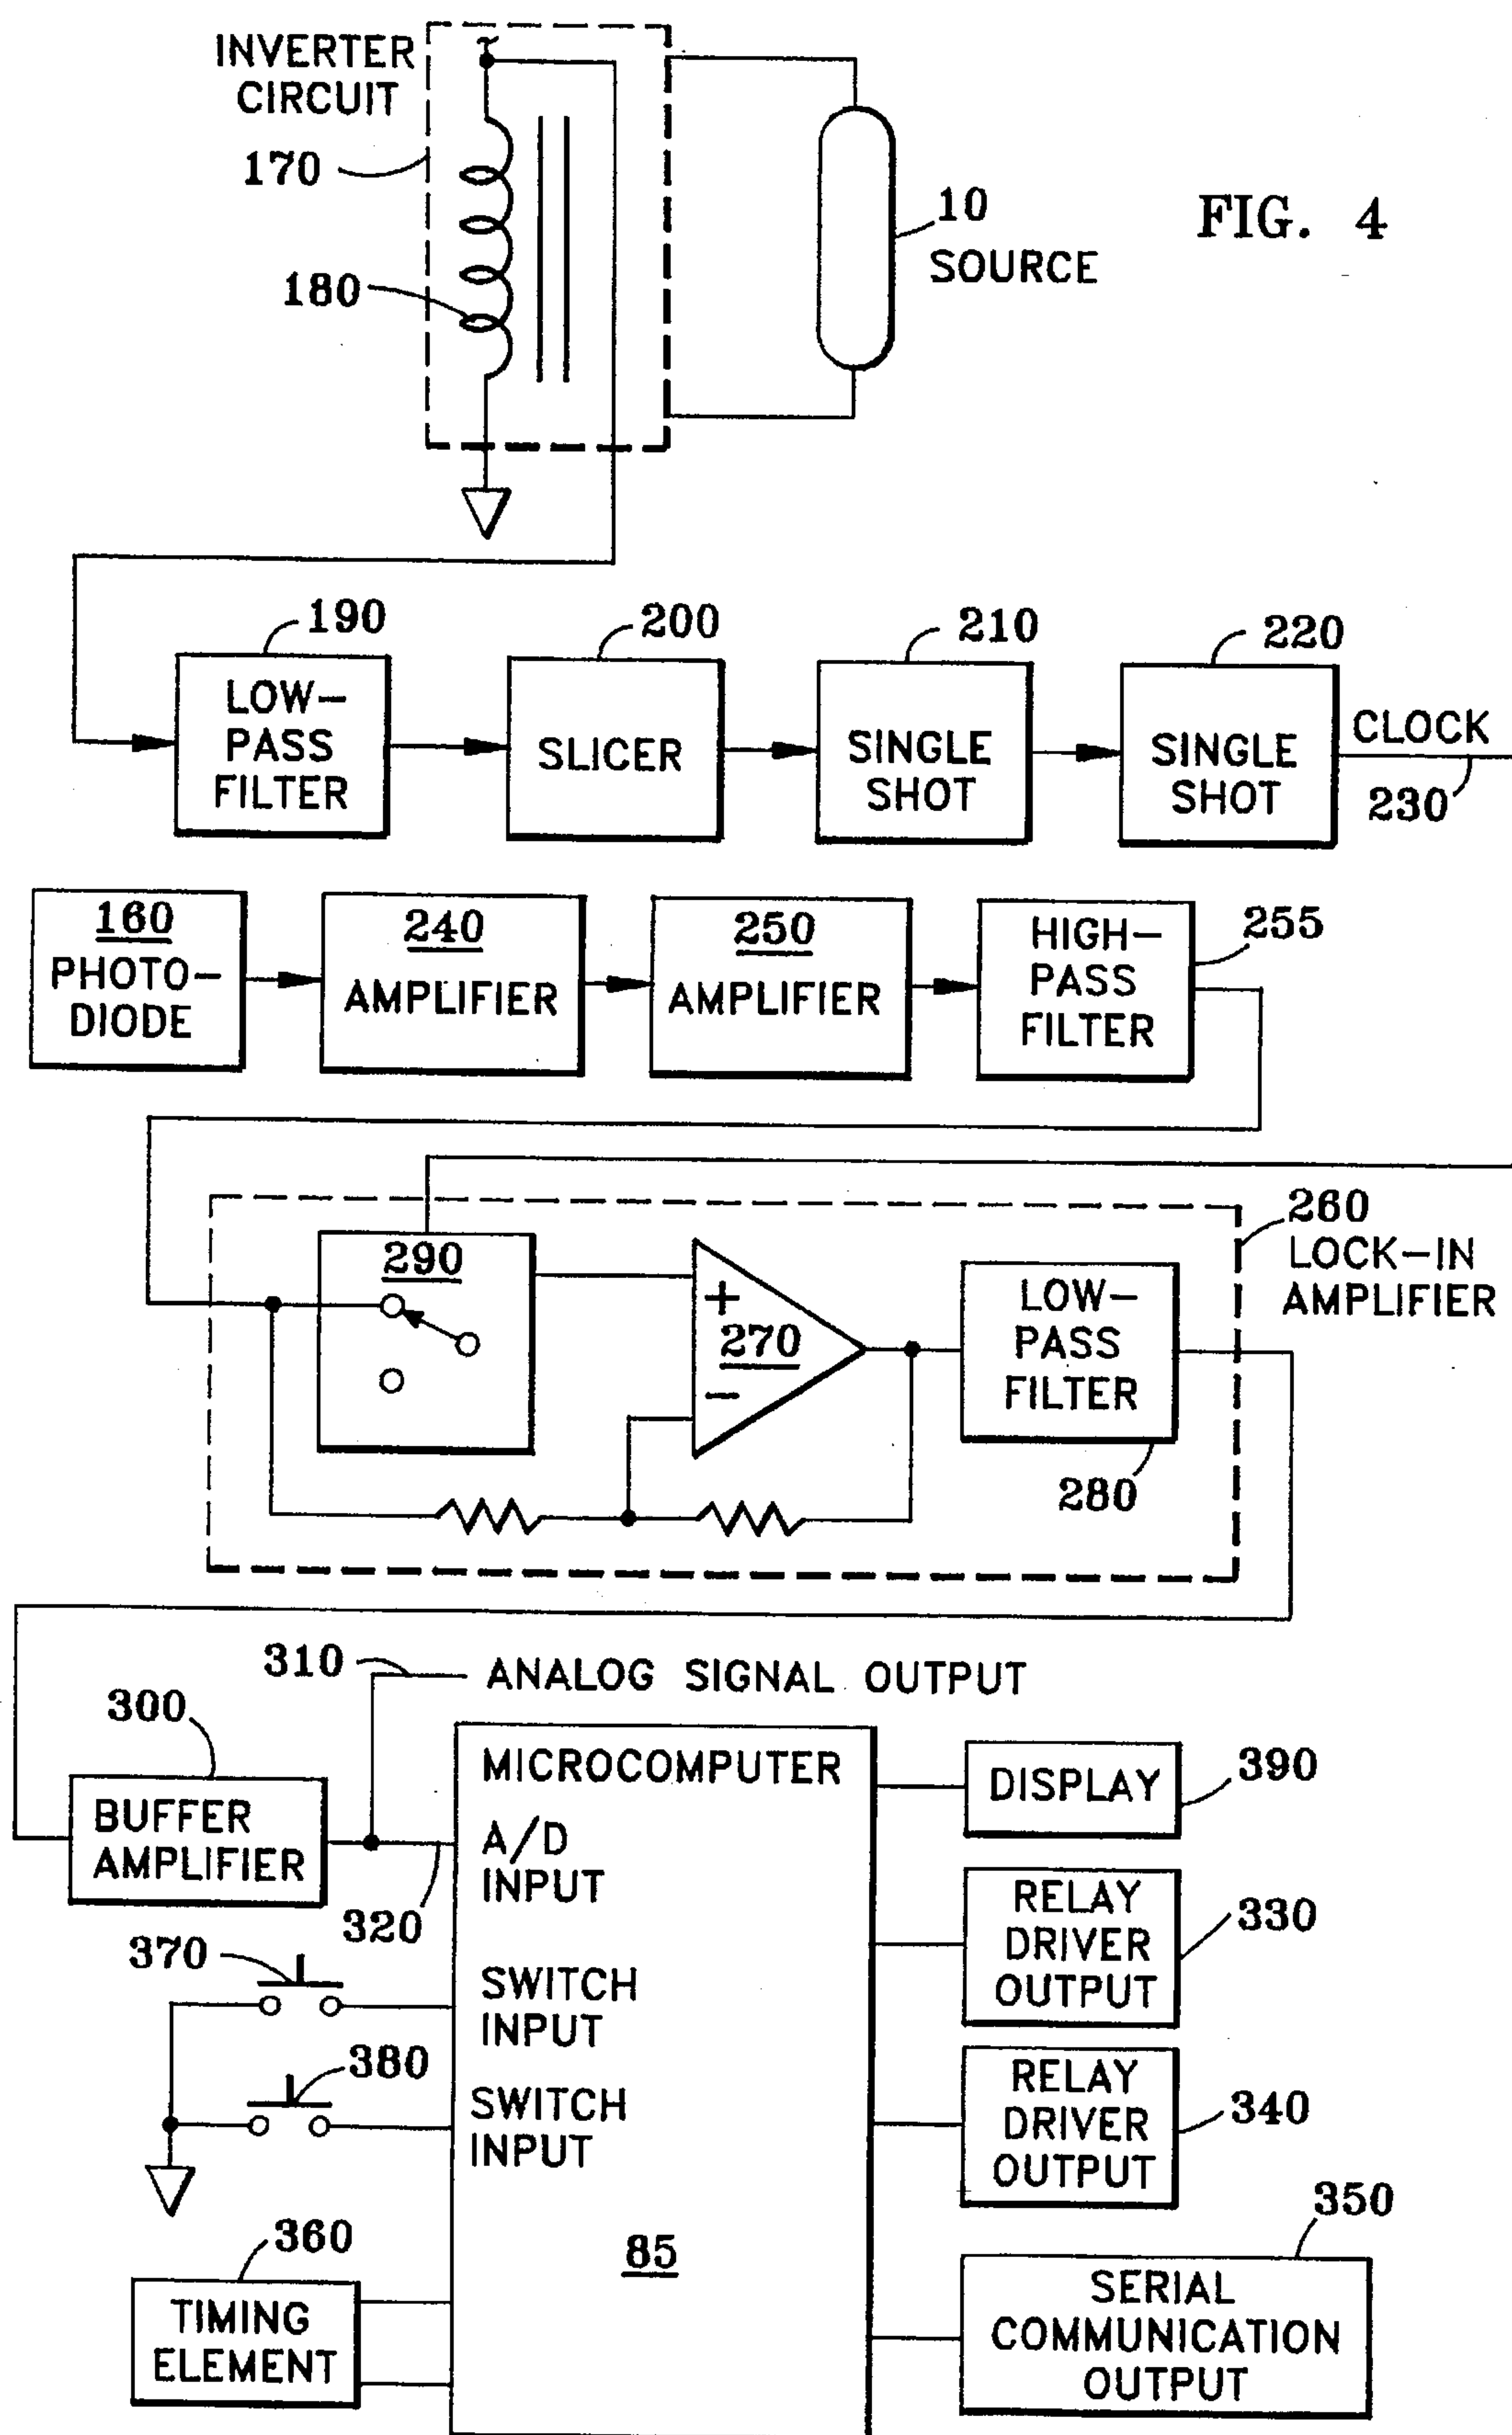 INVERTER
CIRCUIT
170
180
10
SOURCE
FIG. 4
190
LOW-
PASS
FILTER
200
SLICER
210
SINGLE
SHOT
220
SINGLE
SHOT
CLOCK
230
160
PHOTO-
DIODE
240
AMPLIFIER
250
AMPLIFIER
HIGH-
PASS
FILTER
255
260
LOCK-IN
AMPLIFIER
290
+
270
-
LOW-
PASS
FILTER
280
310
ANALOG SIGNAL OUTPUT
300
BUFFER
AMPLIFIER
320
MICROCOMPUTER
A/D
INPUT
370
SWITCH
INPUT
380
SWITCH
INPUT
360
TIMING
ELEMENT
85
DISPLAY
390
RELAY
DRIVER
OUTPUT
330
RELAY
DRIVER
OUTPUT
340
350
SERIAL
COMMUNICATION
OUTPUT